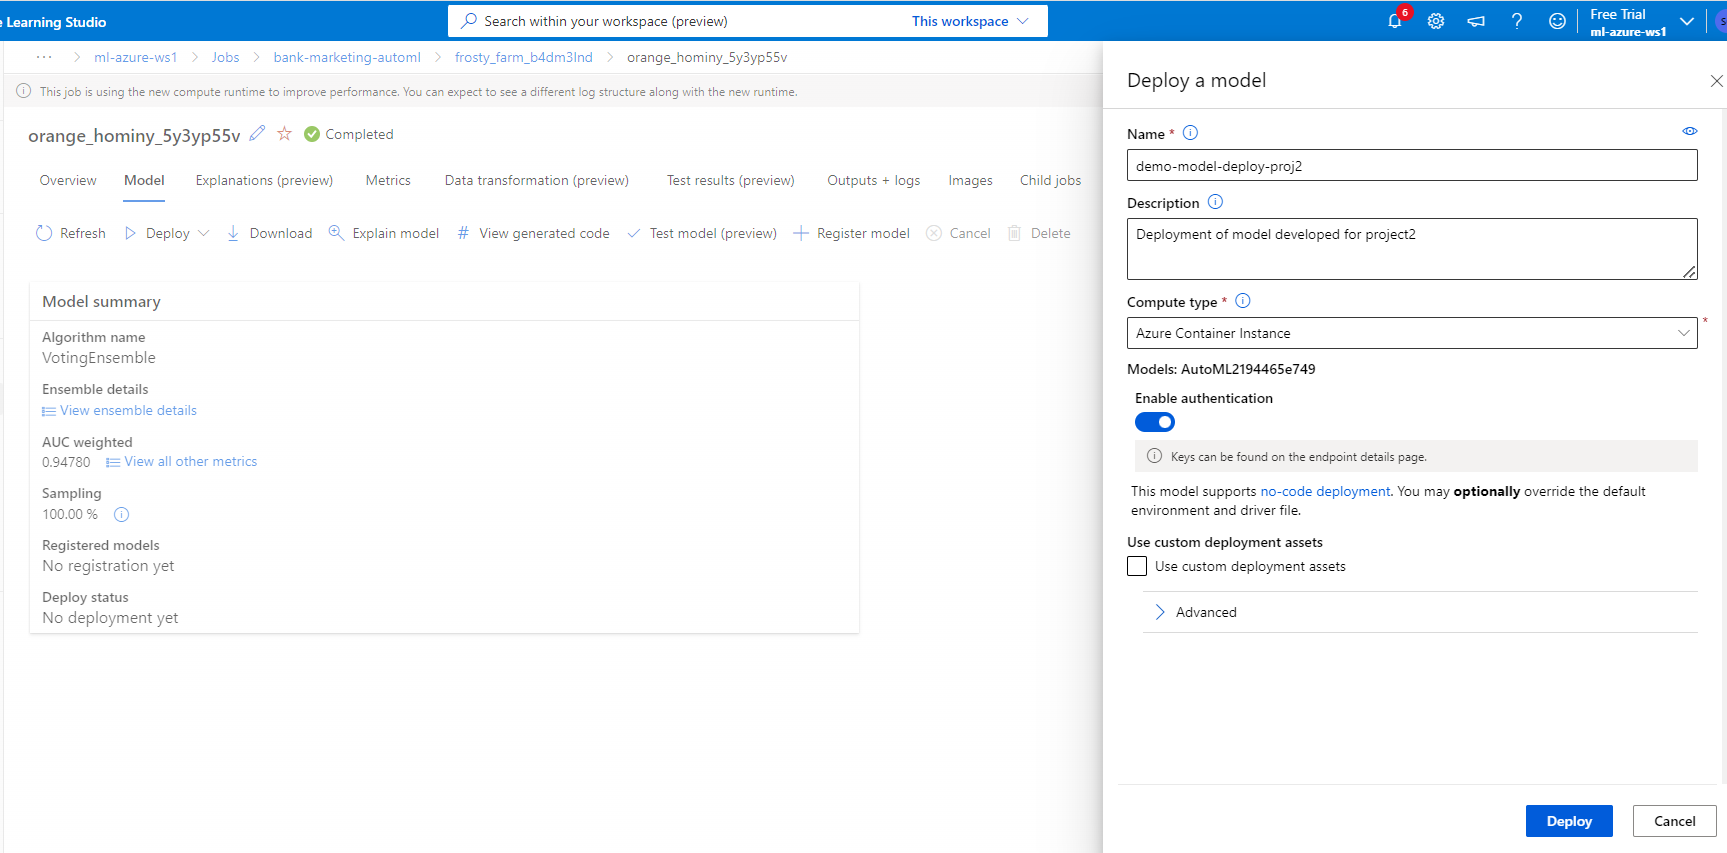 e Learning Studio
Search within your workspace (preview)
This workspace
6
Free Trial
ml-azure-ws1
S
··· > ml-azure-ws1 > Jobs > bank-marketing-automl > frosty_farm_b4dm3lnd > orange_hominy_5y3yp55v
This job is using the new compute runtime to improve performance. You can expect to see a different log structure along with the new runtime.
orange_hominy_5y3yp55v
Completed
Overview Model Explanations (preview) Metrics Data transformation (preview) Test results (preview) Outputs + logs Images Child jobs
Refresh Deploy Download Explain model # View generated code Test model (preview) Register model Cancel Delete
Model summary
Algorithm name
VotingEnsemble
Ensemble details
View ensemble details
AUC weighted
0.94780 View all other metrics
Sampling
100.00 %
Registered models
No registration yet
Deploy status
No deployment yet
Deploy a model
Name *
demo-model-deploy-proj2
Description
Deployment of model developed for project2
Compute type *
Azure Container Instance
*
Models: AutoML2194465e749
Enable authentication
Keys can be found on the endpoint details page.
This model supports no-code deployment. You may optionally override the default
environment and driver file.
Use custom deployment assets
Use custom deployment assets
Advanced
Deploy
Cancel